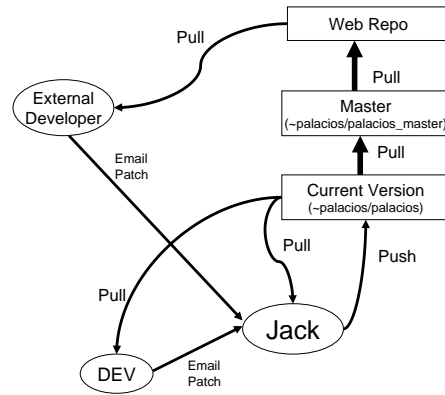 Web Repo
Pull
Pull
External
Developer
Master
(~palacios/palacios_master)
Pull
Email
Patch
Current Version
(~palacios/palacios)
Pull
Push
Pull
Jack
DEV
Email
Patch